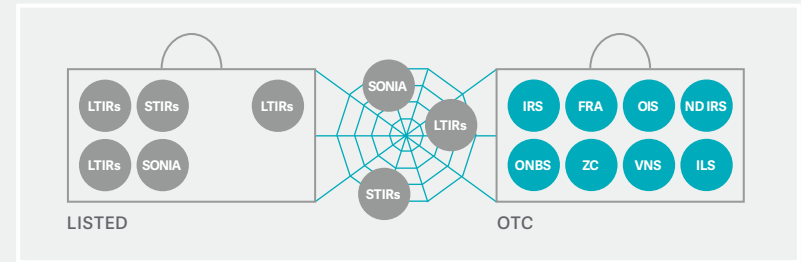 SONIA
LTIRs STIRs LTIRs IRS FRA OIS ND IRS
LTIRs
LTIRs SONIA ONBS ZC VNS ILS
STIRs
LISTED OTC